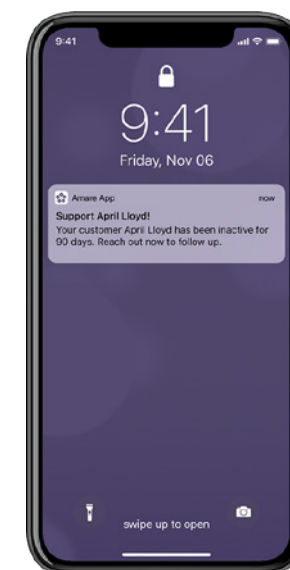 9:41
9:41
Friday, Nov 06
Amare App now
Support April Lloyd!
Your customer April Lloyd has been inactive for
90 days. Reach out now to follow up.
swipe up to open